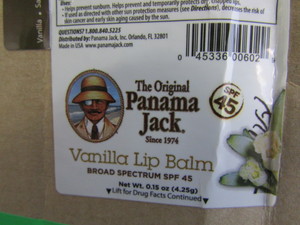 Vanilla - 
Uses:
- Helps prevent sunburn. Helps prevent and temporarily protects chapped lips.
- If used as directed with other sun protection measures (see Directions), decreases the risk of
skin cancer and early skin aging caused by the sun.
QUESTIONS? 1.800.940.5225
Distributed by: Panama Jack, Inc. Orlando, FL 32801
Made in USA www.panamajack.com
0 45336 00602
The Original
Panama
Jack®
Since 1974
SPF
45
Vanilla Lip Balm
BROAD SPECTRUM SPF 45
Net Wt. 0.15 oz (4.25g)
▼Lift for Drug Facts Continued▼